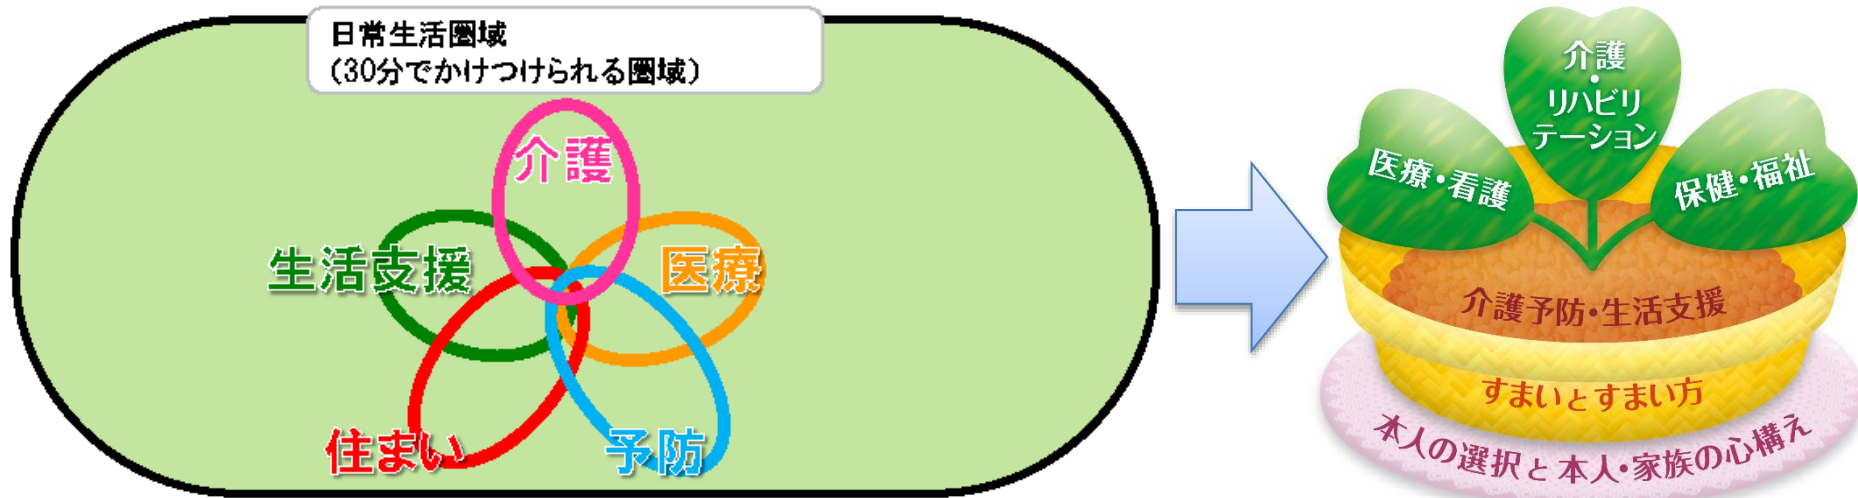 日常生活圏域
(30分でかけつけられる圏域)
介護
生活支援
医療
住まい
予防
介護
・
リハビリ
テーション
医療・看護
保健・福祉
介護予防・生活支援
すまいとすまい方
本人の選択と本人・家族の心構え